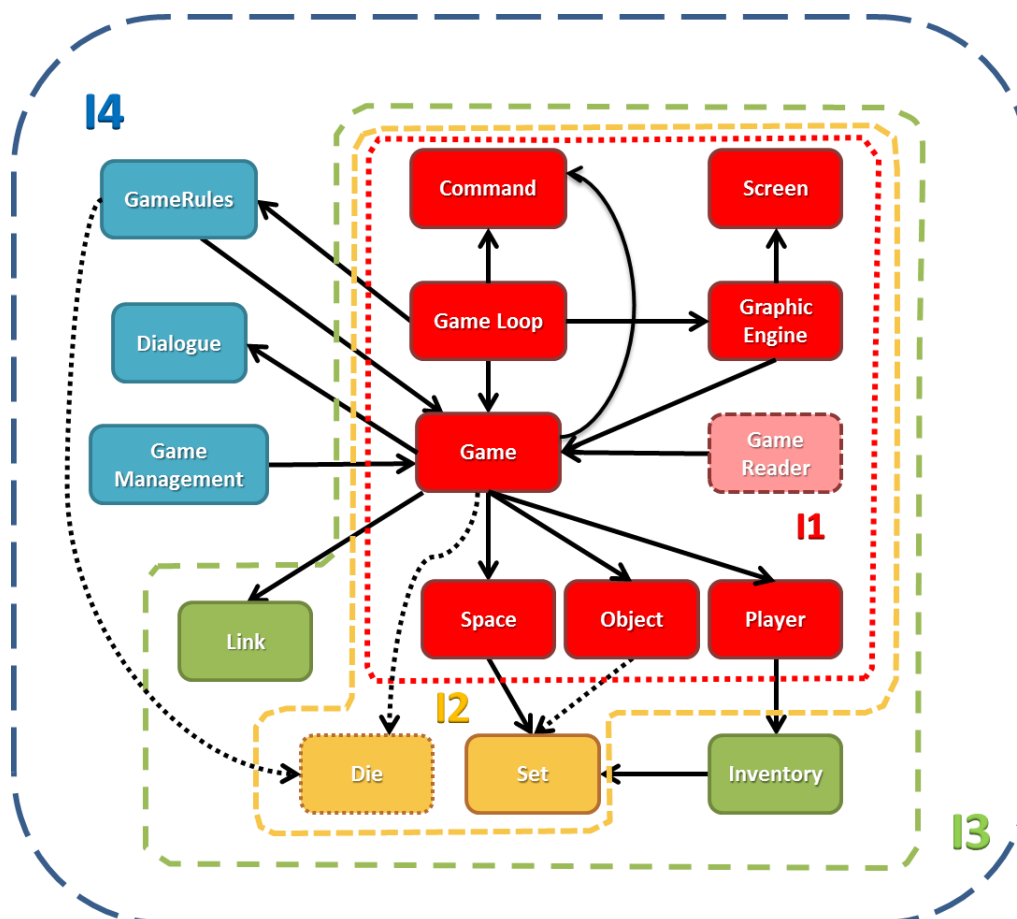 I4
GameRules
Command
Screen
Dialogue
Game Loop
Graphic
Engine
Game
Management
Game
Game
Reader
I1
Link
Space
Object
Player
I2
Die
Set
Inventory
I3